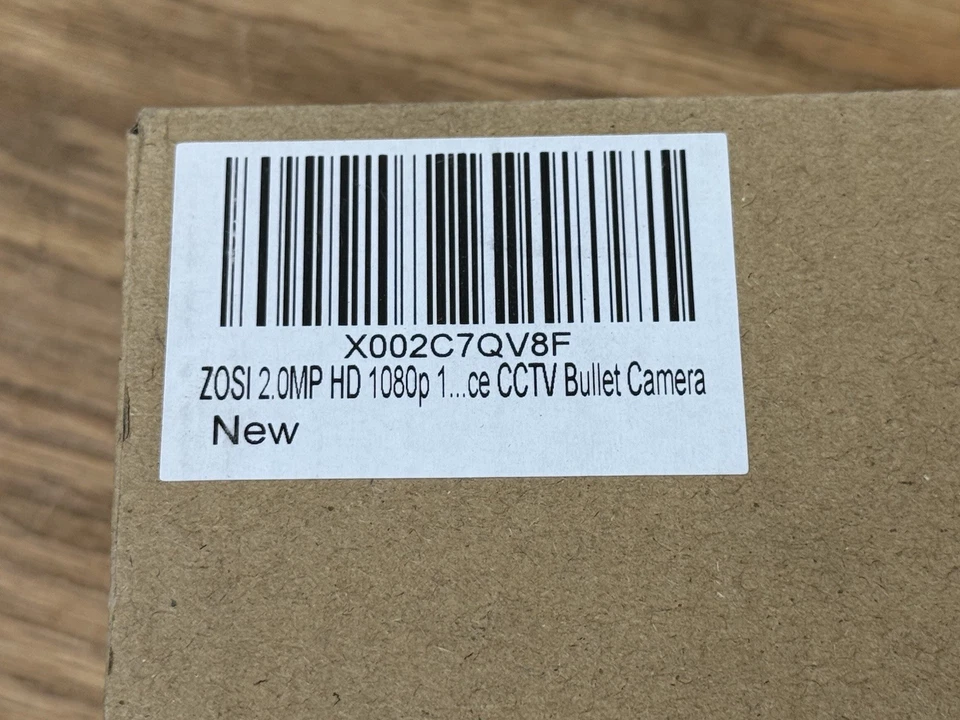 X002C7QV8F
ZOSI 2.0MP HD 1080p 1...ce CCTV Bullet Camera
New